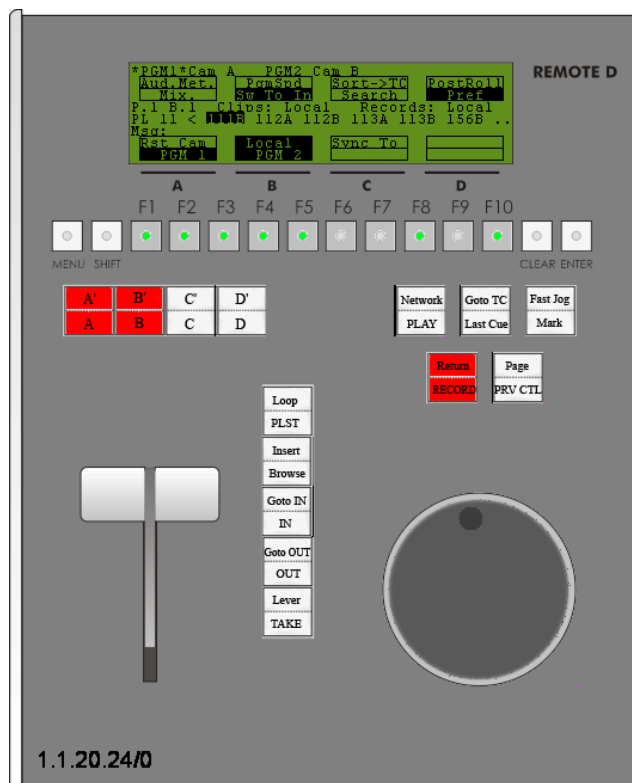 *PGM1*Cam A PGM2 Cam B
REMOTE D
Aud.Met. PgmSpd Sort->TC PostRoll
Mix. Sw To In Search Pref
P.1 B.1 Clips: Local Records: Local
PL 11 < 111B 112A 112B 113A 113B 156B ..
Msg:
Rst Cam Local Sync To
PGM 1 PGM 2
A B C D
F1 F2 F3 F4 F5 F6 F7 F8 F9 F10
MENU SHIFT CLEAR ENTER
A' B' C' D' Network Goto TC Fast Jog
A B C D PLAY Last Cue Mark
Return Page
RECORD PRV CTL
Loop
PLST
Insert
Browse
Goto IN
IN
Goto OUT
OUT
Lever
TAKE
1.1.20.24/0